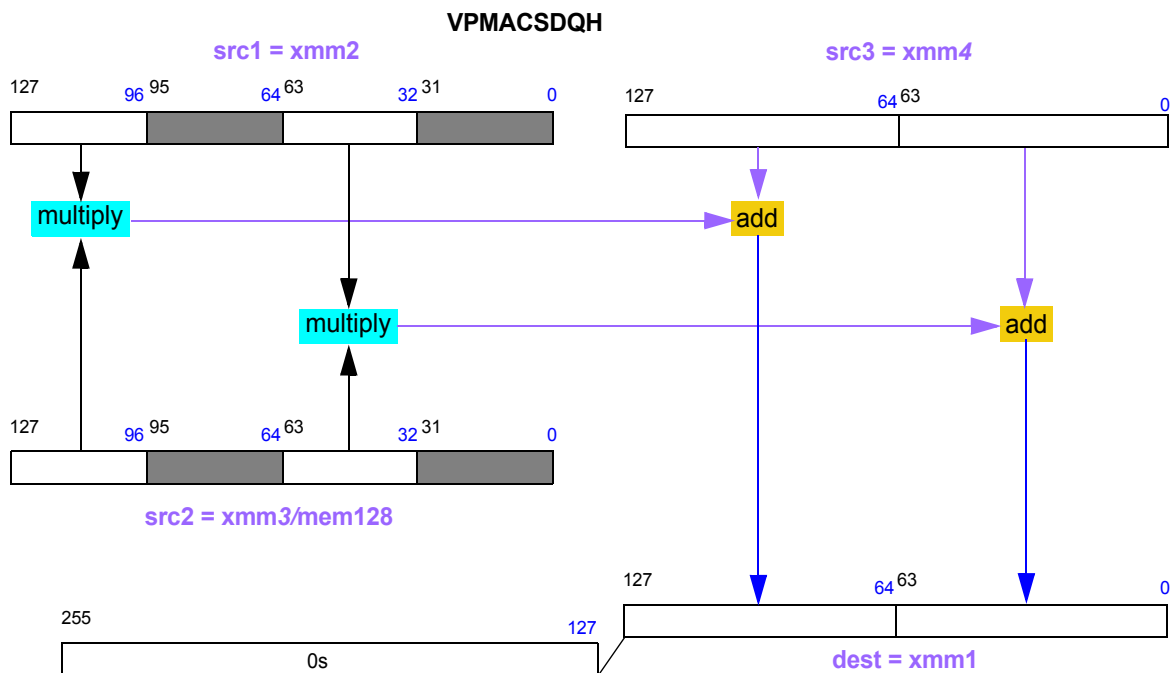 VPMACSDQH
src1 = xmm2
src3 = xmm4
127 96 95 64 63 32 31 0
127 64 63 0
multiply
add
multiply
add
127 96 95 64 63 32 31 0
src2 = xmm3/mem128
127 64 63 0
255 127
0s
dest = xmm1